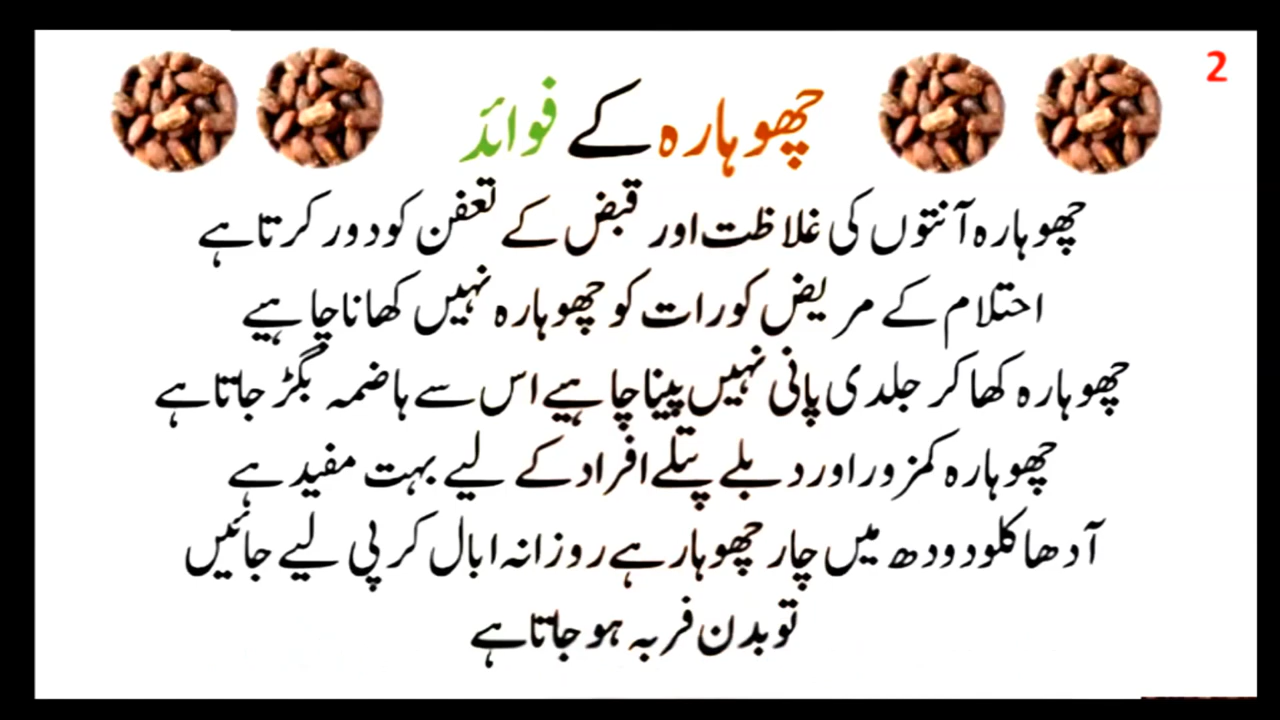 2
چھوہارہ کے فوائد
چھوہارہ آنتوں کی غلاظت اور قبض کے تعفن کو دور کرتا ہے
احتلام کے مریض کو رات کو چھوہارہ نہیں کھانا چاہیے
چھوہارہ کھا کر جلدی پانی نہیں پینا چاہیے اس سے ہاضمہ بگڑ جاتا ہے
چھوہارہ کمزور اور دبلے پتلے افراد کے لیے بہت مفید ہے
آدھا کلو دودھ میں چار چھوہارے روزانہ ابال کر پی لیے جائیں
تو بدن فربہ ہو جاتا ہے